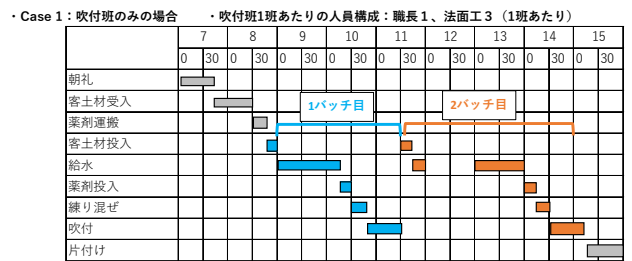 ・Case 1：吹付班のみの場合　　・吹付班1班あたりの人員構成：職長１、法面工３（1班あたり）
7 8 9 10 11 12 13 14 15
0 30 0 30 0 30 0 30 0 30 0 30 0 30 0 30 0 30
朝礼
客土材受入
1バッチ目 2バッチ目
薬剤運搬
客土材投入
給水
薬剤投入
練り混ぜ
吹付
片付け